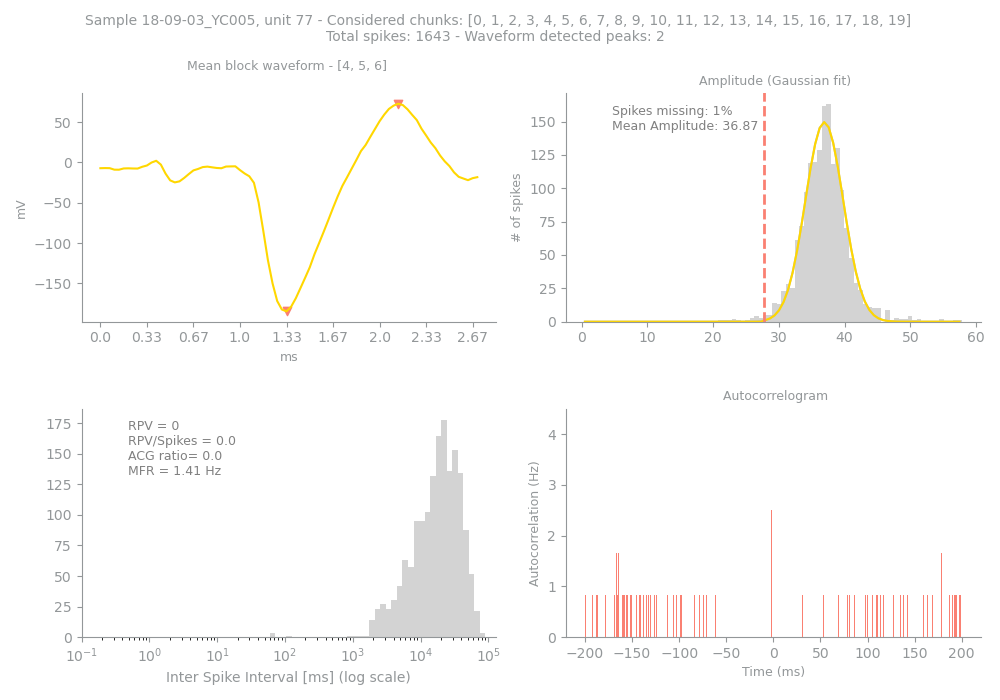 Sample 18-09-03_YC005, unit 77 - Considered chunks: [0, 1, 2, 3, 4, 5, 6, 7, 8, 9, 10, 11, 12, 13, 14, 15, 16, 17, 18, 19]
Total spikes: 1643 - Waveform detected peaks: 2
Mean block waveform - [4, 5, 6]
50
0
−50
−100
−150
mV
0.0 0.33 0.67 1.0 1.33 1.67 2.0 2.33 2.67
ms
Amplitude (Gaussian fit)
Spikes missing: 1%
Mean Amplitude: 36.87
150
125
100
75
50
25
0
# of spikes
0 10 20 30 40 50 60
RPV = 0
RPV/Spikes = 0.0
ACG ratio= 0.0
MFR = 1.41 Hz
175
150
125
100
75
50
25
0
10⁻¹ 10⁰ 10¹ 10² 10³ 10⁴ 10⁵
Inter Spike Interval [ms] (log scale)
Autocorrelogram
4
3
2
1
0
Autocorrelation (Hz)
−200 −150 −100 −50 0 50 100 150 200
Time (ms)